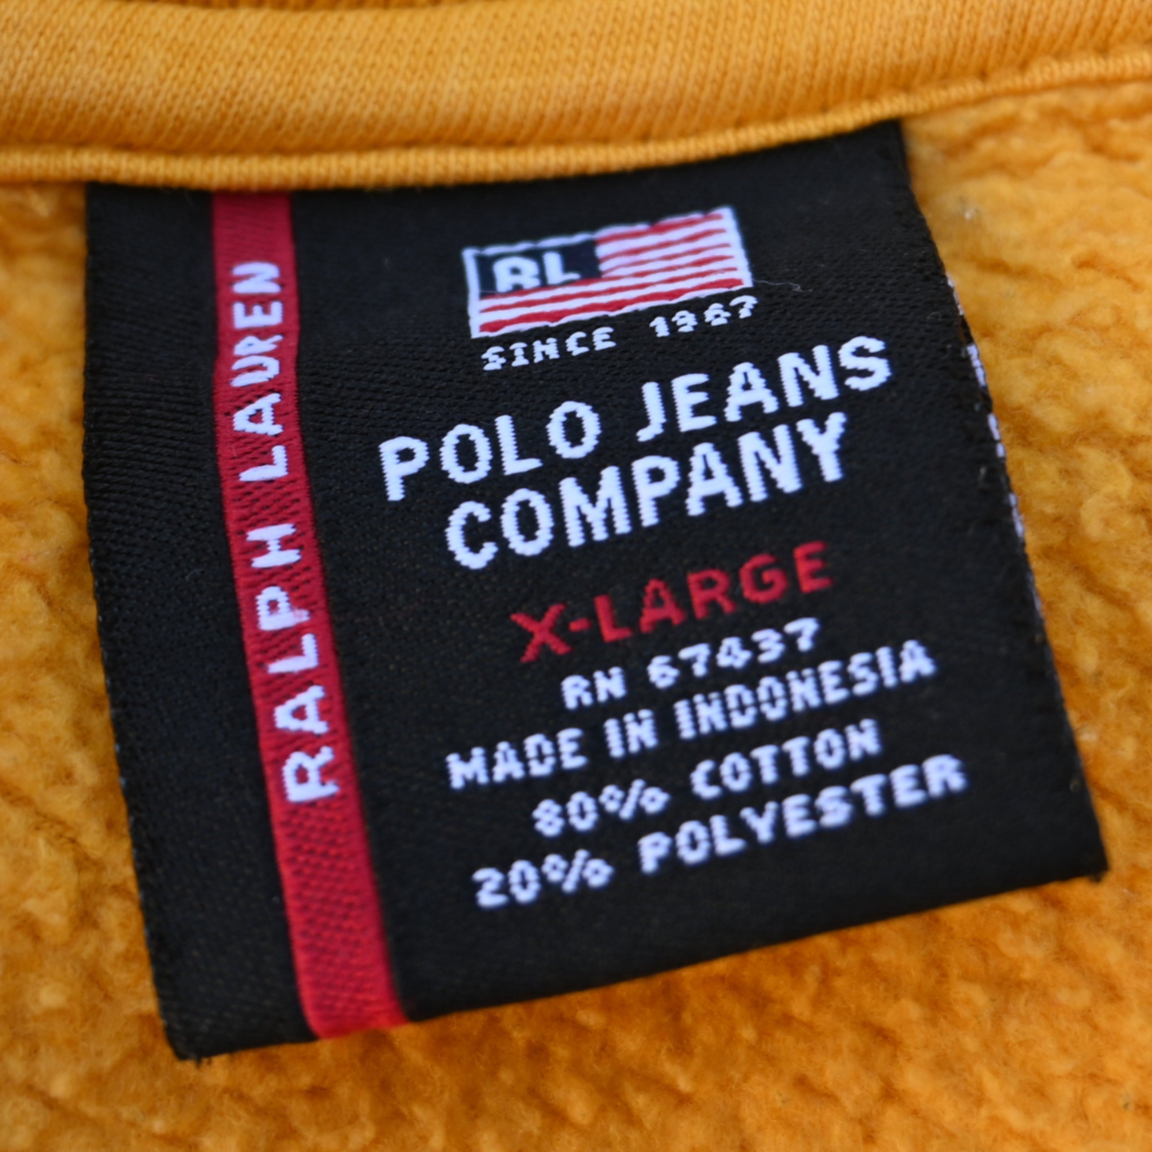 RALPH LAUREN
RL
SINCE 1967
POLO JEANS
COMPANY
X-LARGE
RN 67437
MADE IN INDONESIA
80% COTTON
20% POLYESTER